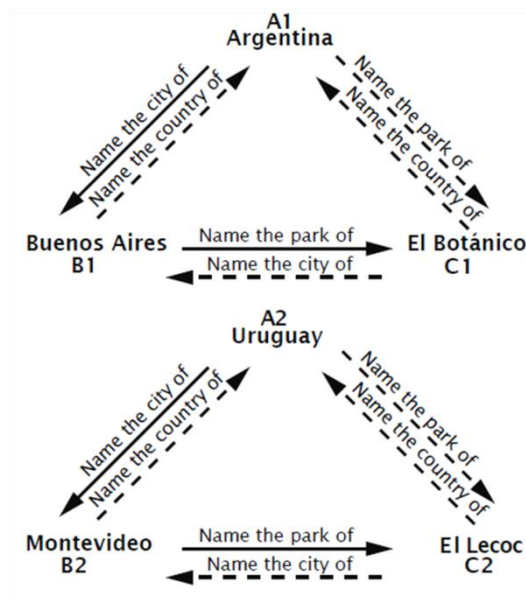 A1
Argentina
Name the city of
Name the country of
Name the park of
Name the country of
Buenos Aires
B1
Name the park of
Name the city of
El Botánico
C1
A2
Uruguay
Name the city of
Name the country of
Name the park of
Name the country of
Montevideo
B2
Name the park of
Name the city of
El Lecoc
C2